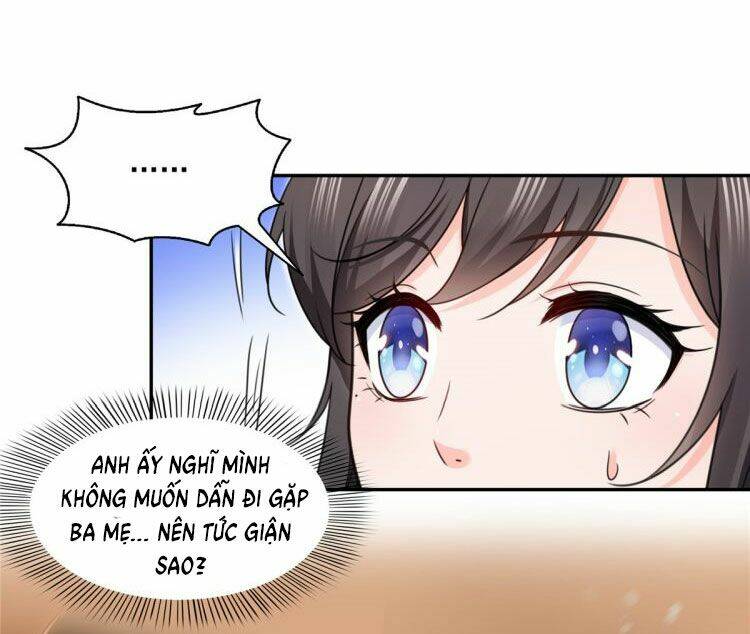 ......
ANH ẤY NGHĨ MÌNH
KHÔNG MUỐN DẪN ĐI GẶP
BA MẸ... NÊN TỨC GIẬN
SAO?